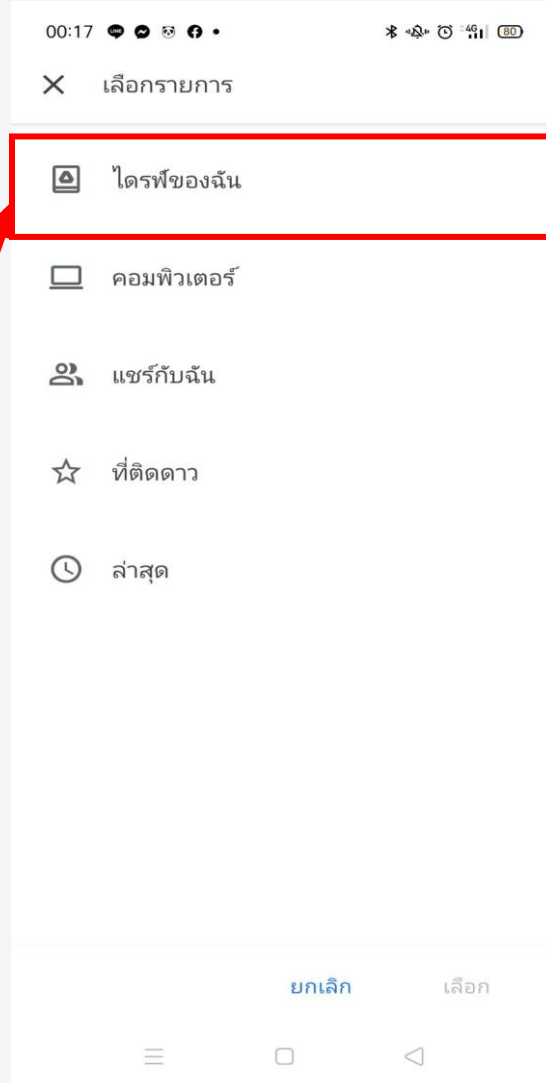 00:17 4G 80
เลือกรายการ
ไดรฟ์ของฉัน
คอมพิวเตอร์
แชร์กับฉัน
ที่ติดดาว
ล่าสุด
ยกเลิก เลือก